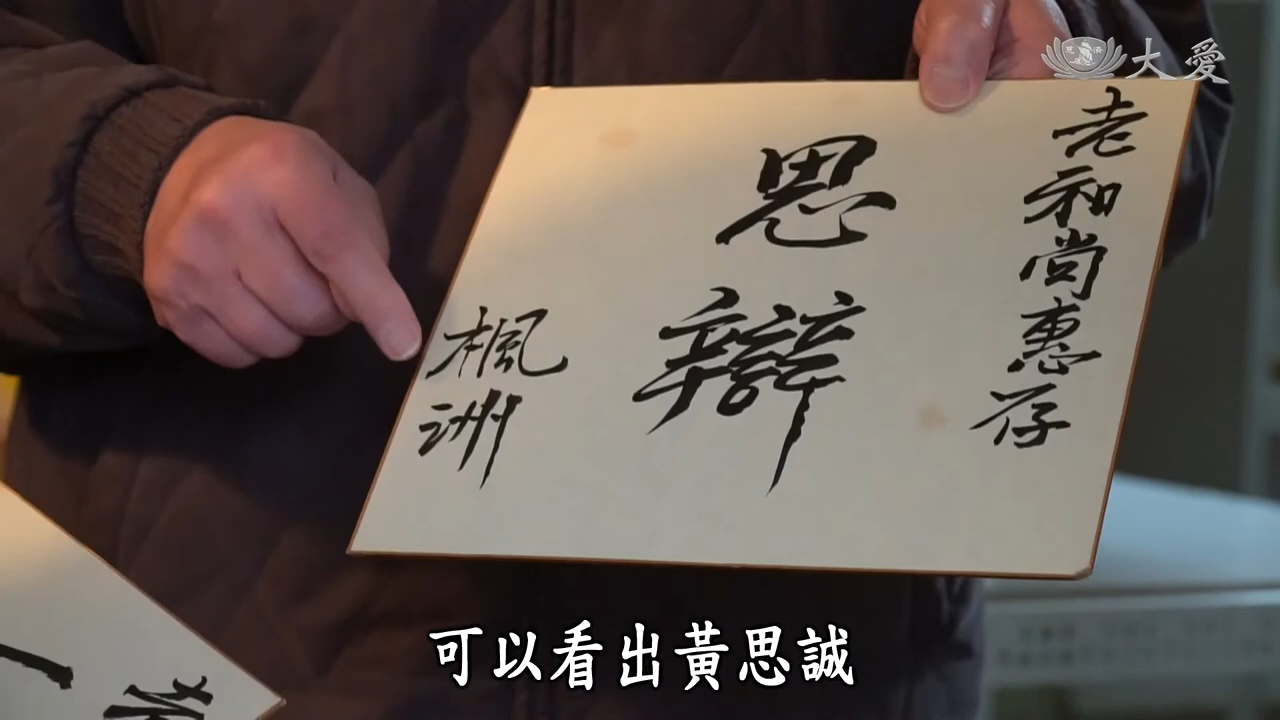 大愛
老和尚惠存
思辯
楓洲
可以看出黃思誠